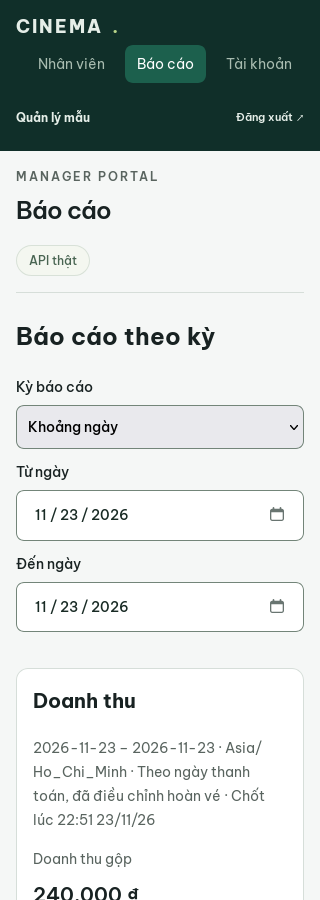 CINEMA .
Nhân viên Báo cáo Tài khoản
Quản lý mẫu Đăng xuất ↗
MANAGER PORTAL
Báo cáo
API thật
Báo cáo theo kỳ
Kỳ báo cáo
Khoảng ngày
Từ ngày
11 / 23 / 2026
Đến ngày
11 / 23 / 2026
Doanh thu
2026-11-23 – 2026-11-23 · Asia/
Ho_Chi_Minh · Theo ngày thanh
toán, đã điều chỉnh hoàn vé · Chốt
lúc 22:51 23/11/26
Doanh thu gộp
240.000 ₫